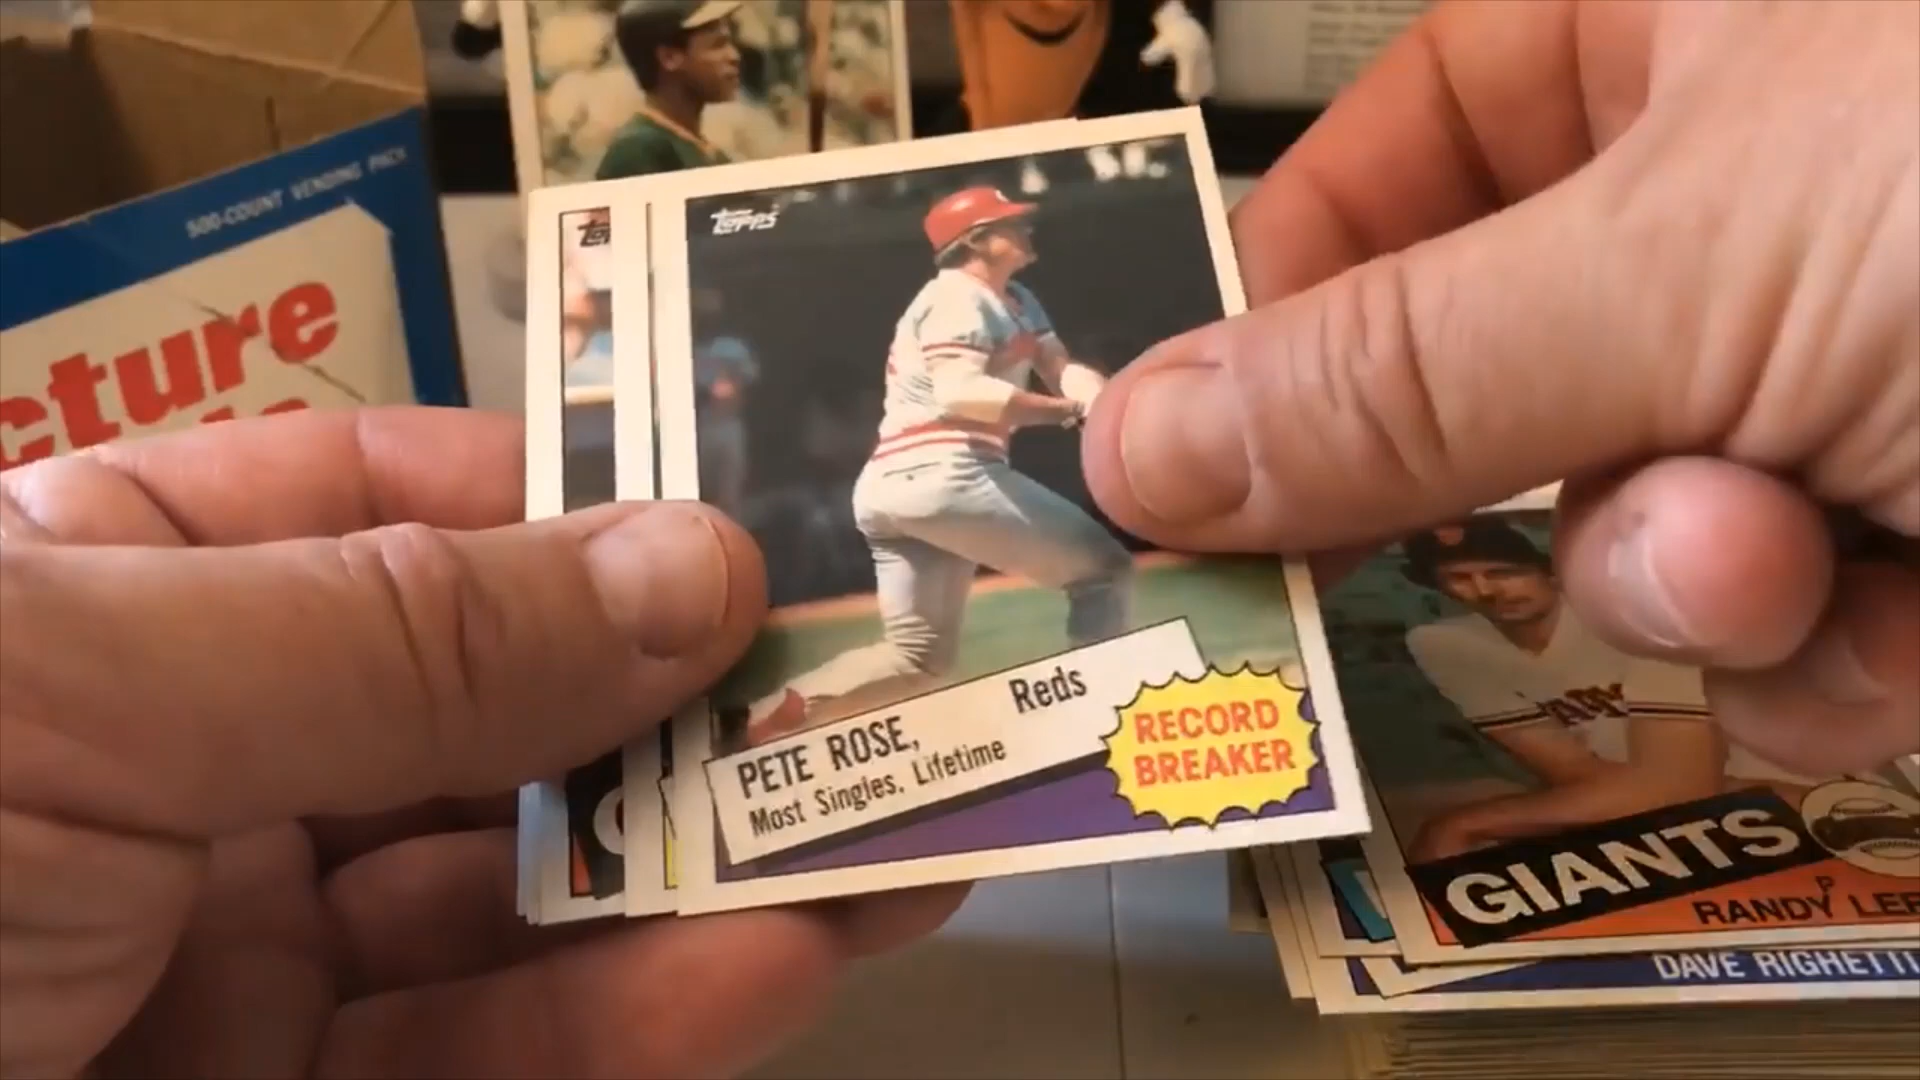 500-COUNT VENDING PACK
cture
Topps
PETE ROSE, Reds
Most Singles, Lifetime
RECORD
BREAKER
GIANTS
P
RANDY LER
DAVE RIGHETTI